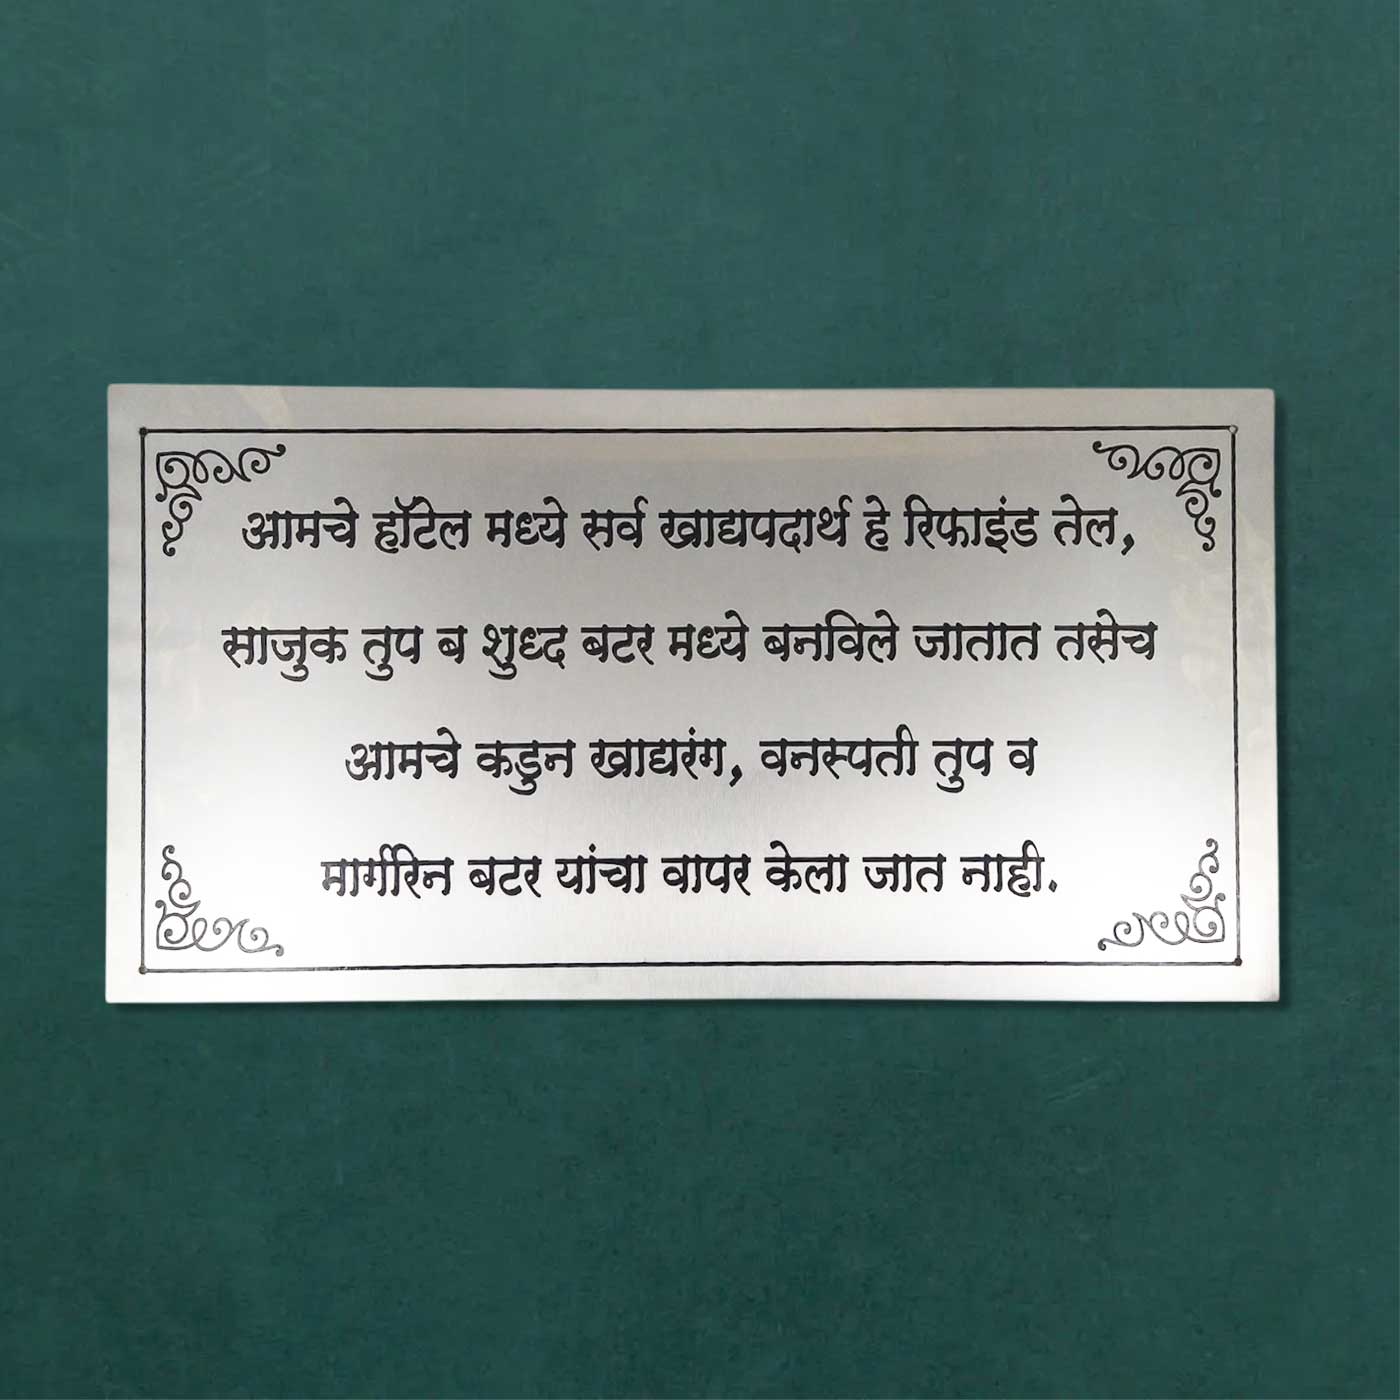 आमचे हॉटेल मध्ये सर्व खाद्यपदार्थ हे रिफाइंड तेल,
साजुक तुप ब शुध्द बटर मध्ये बनविले जातात तसेच
आमचे कडुन खाद्यरंग, वनस्पती तुप व
मार्गरिन बटर यांचा वापर केला जात नाही.